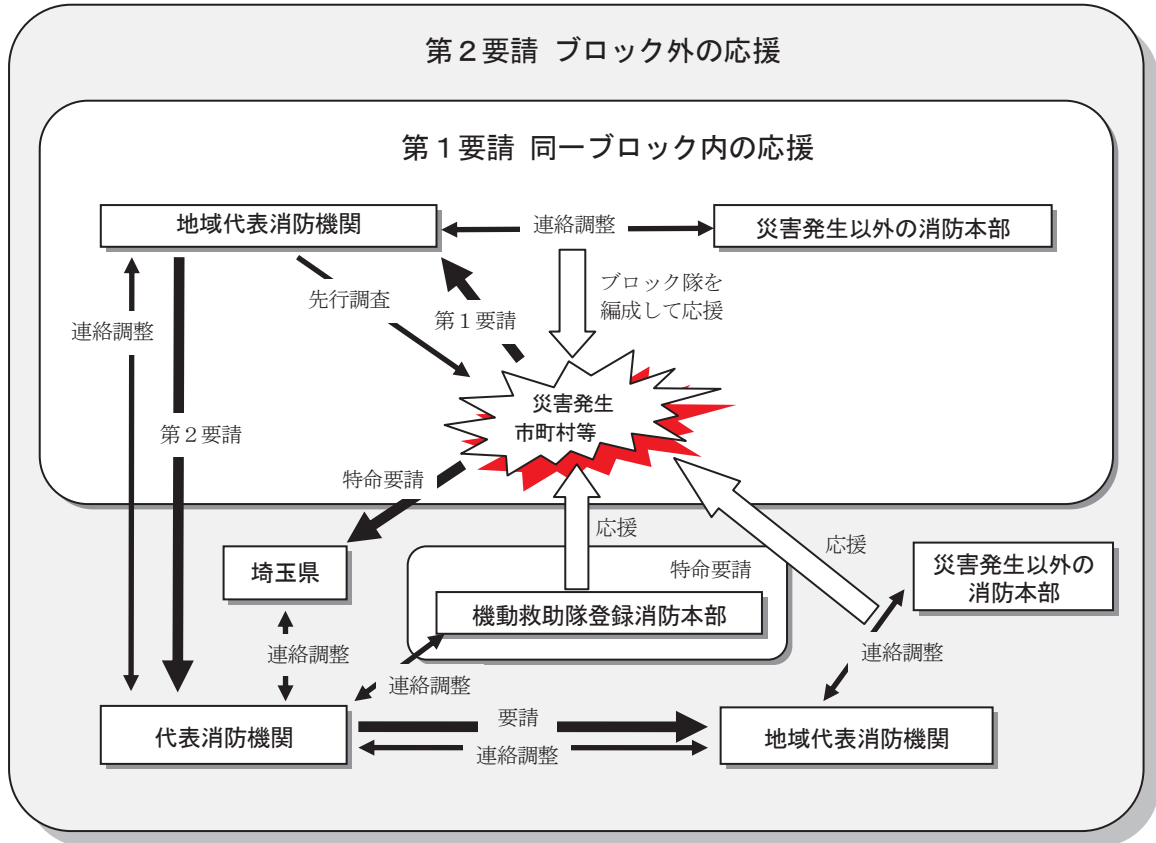 第２要請 ブロック外の応援
第１要請 同一ブロック内の応援
地域代表消防機関
連絡調整
災害発生以外の消防本部
先行調査
ブロック隊を
編成して応援
連絡調整
第１要請
災害発生
市町村等
第２要請
特命要請
応援
応援
埼玉県
特命要請
災害発生以外の
消防本部
機動救助隊登録消防本部
連絡調整
連絡調整
連絡調整
代表消防機関
要請
連絡調整
地域代表消防機関